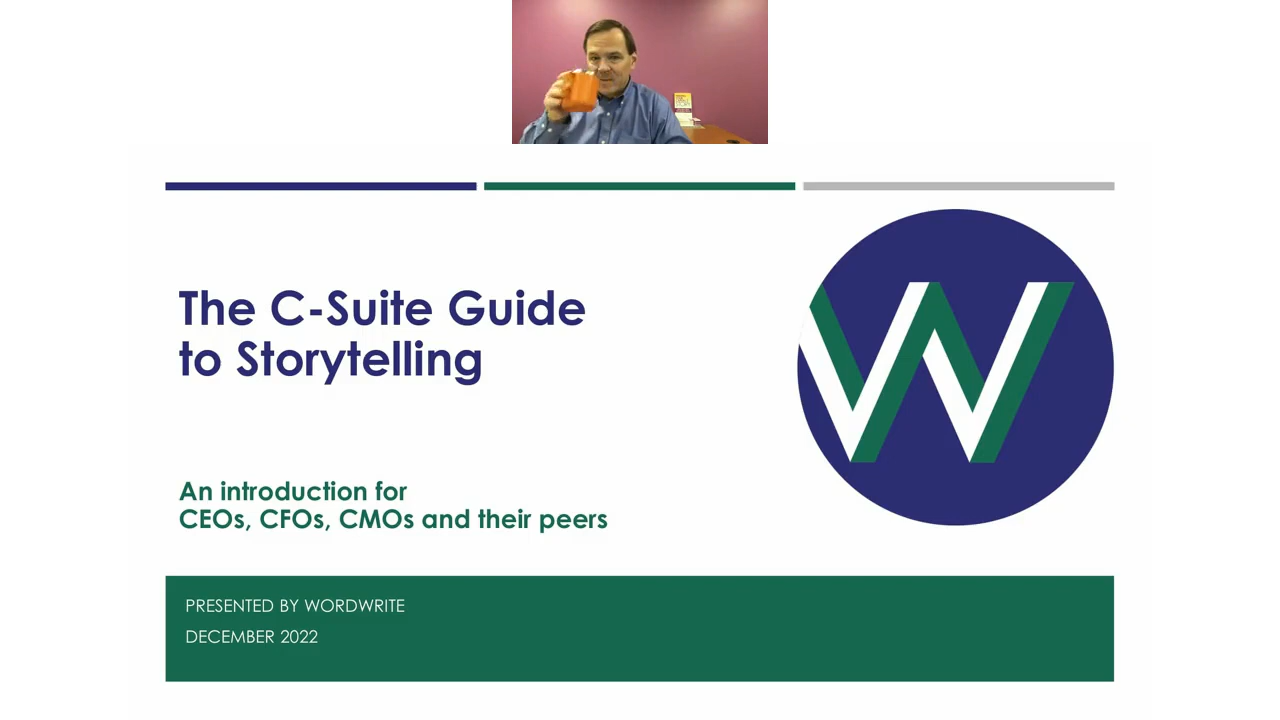 The C-Suite Guide
to Storytelling
W
An introduction for
CEOs, CFOs, CMOs and their peers
PRESENTED BY WORDWRITE
DECEMBER 2022